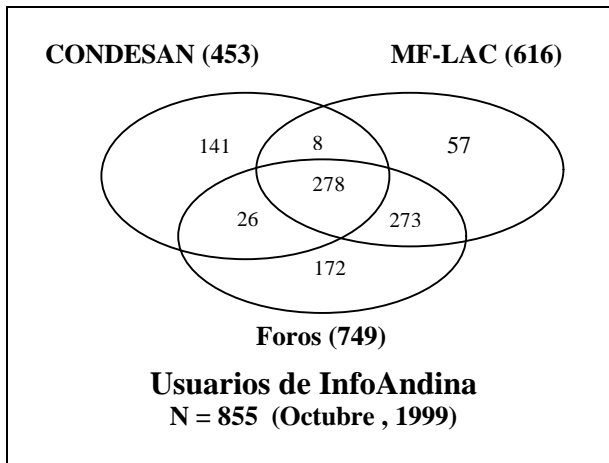 CONDESAN (453) MF-LAC (616)
141 8 57
278
26 273
172
Foros (749)
Usuarios de InfoAndina
N = 855 (Octubre , 1999)